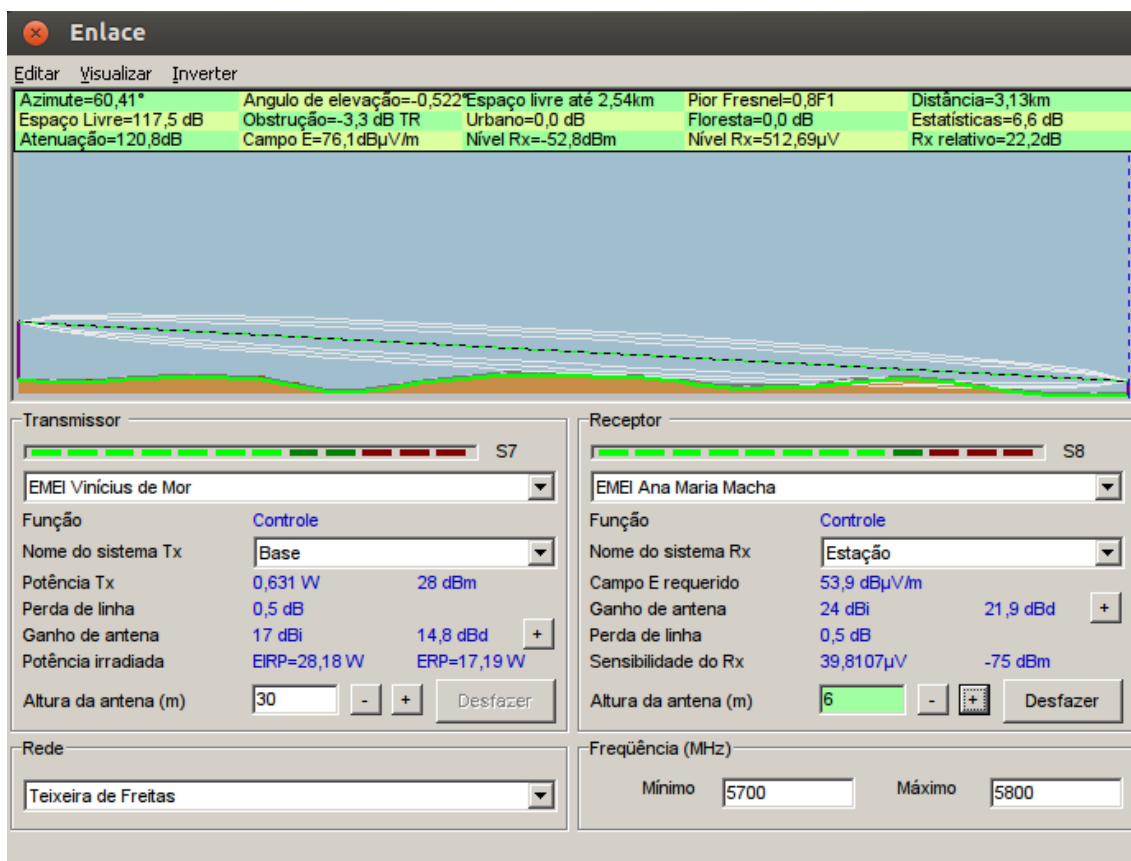 Enlace
Editar Visualizar Inverter
Azimute=60,41° Angulo de elevação=-0,522° Espaço livre até 2,54km Pior Fresnel=0,8F1 Distância=3,13km
Espaço Livre=117,5 dB Obstrução=-3,3 dB TR Urbano=0,0 dB Floresta=0,0 dB Estatísticas=6,6 dB
Atenuação=120,8dB Campo E=76,1dBμV/m Nível Rx=-52,8dBm Nível Rx=512,69μV Rx relativo=22,2dB
Transmissor
S7
EMEI Vinícius de Mor
Função Controle
Nome do sistema Tx Base
Potência Tx 0,631 W 28 dBm
Perda de linha 0,5 dB
Ganho de antena 17 dBi 14,8 dBd +
Potência irradiada EIRP=28,18 W ERP=17,19 W
Altura da antena (m) 30 - + Desfazer
Rede
Teixeira de Freitas
Receptor
S8
EMEI Ana Maria Macha
Função Controle
Nome do sistema Rx Estação
Campo E requerido 53,9 dBμV/m
Ganho de antena 24 dBi 21,9 dBd +
Perda de linha 0,5 dB
Sensibilidade do Rx 39,8107μV -75 dBm
Altura da antena (m) 6 - + Desfazer
Freqüência (MHz)
Mínimo 5700 Máximo 5800